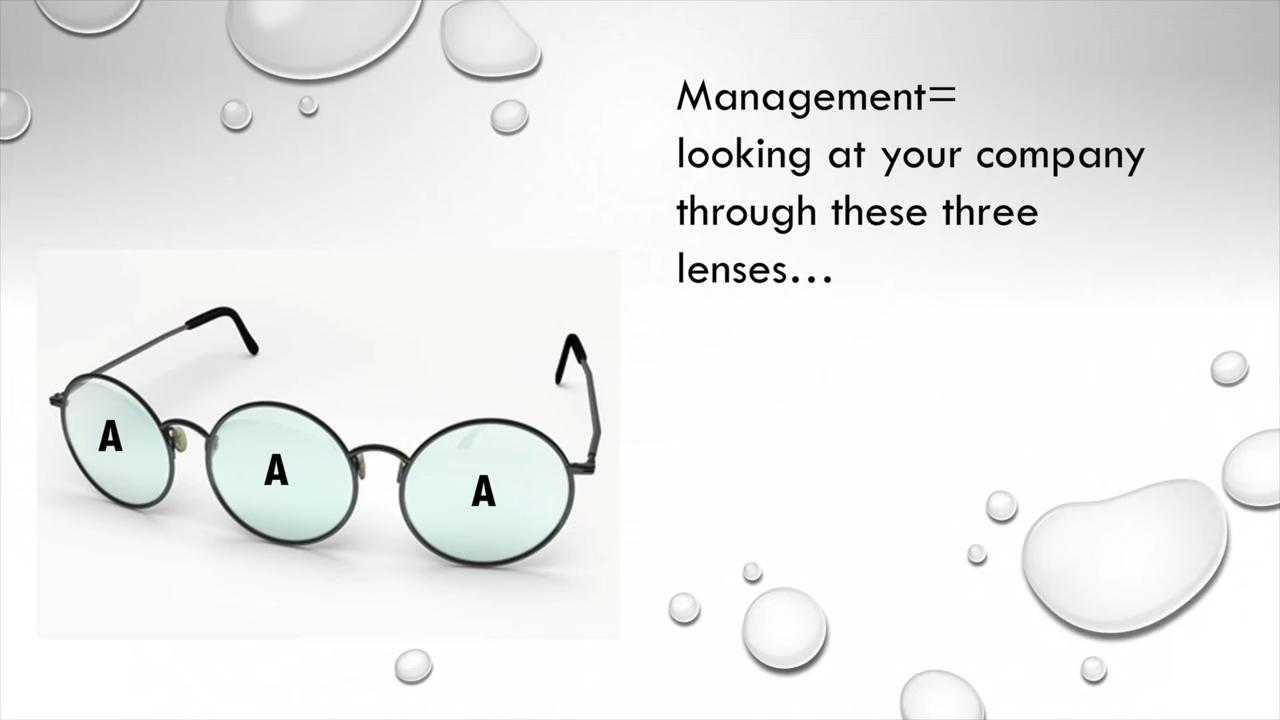 Management=
looking at your company
through these three
lenses…
A
A
A